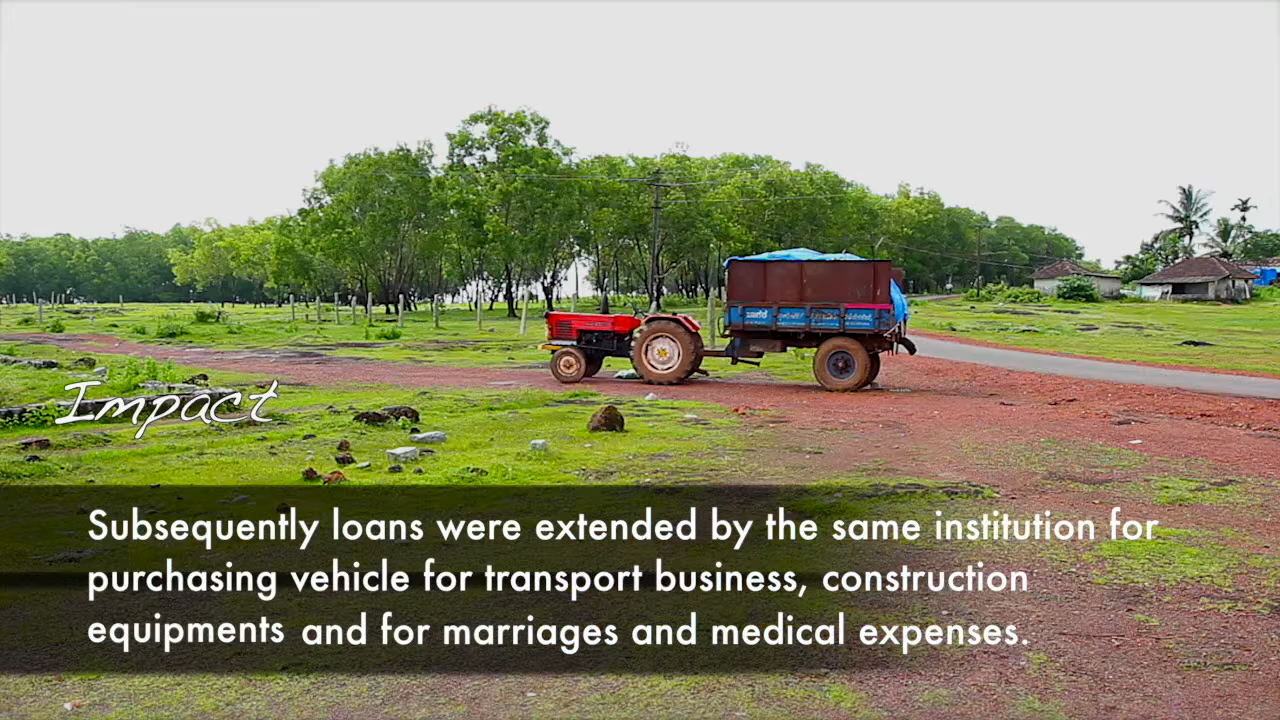 Impact
Subsequently loans were extended by the same institution for
purchasing vehicle for transport business, construction
equipments and for marriages and medical expenses.